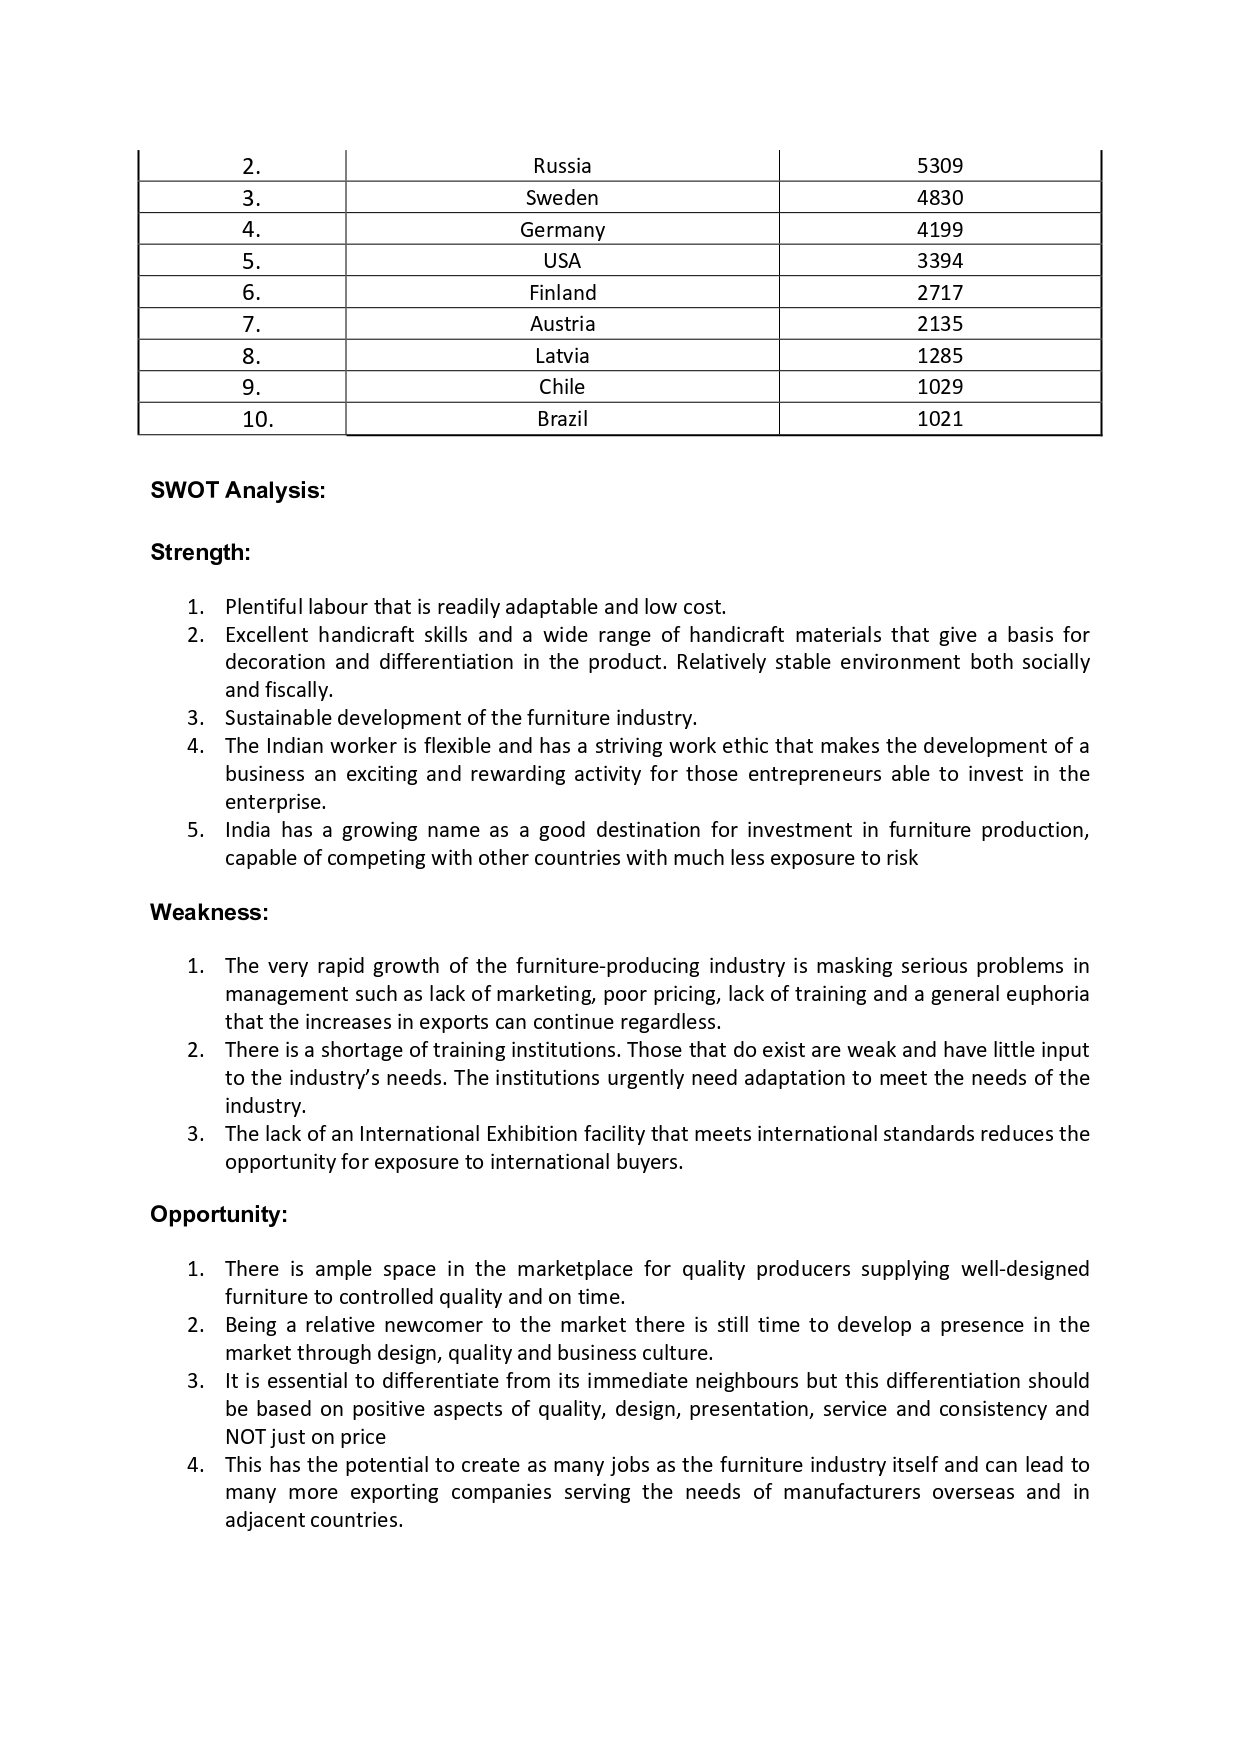 2. Russia 5309
3. Sweden 4830
4. Germany 4199
5. USA 3394
6. Finland 2717
7. Austria 2135
8. Latvia 1285
9. Chile 1029
10. Brazil 1021
SWOT Analysis:
Strength:
1. Plentiful labour that is readily adaptable and low cost.
2. Excellent handicraft skills and a wide range of handicraft materials that give a basis for
decoration and differentiation in the product. Relatively stable environment both socially
and fiscally.
3. Sustainable development of the furniture industry.
4. The Indian worker is flexible and has a striving work ethic that makes the development of a
business an exciting and rewarding activity for those entrepreneurs able to invest in the
enterprise.
5. India has a growing name as a good destination for investment in furniture production,
capable of competing with other countries with much less exposure to risk
Weakness:
1. The very rapid growth of the furniture-producing industry is masking serious problems in
management such as lack of marketing, poor pricing, lack of training and a general euphoria
that the increases in exports can continue regardless.
2. There is a shortage of training institutions. Those that do exist are weak and have little input
to the industry’s needs. The institutions urgently need adaptation to meet the needs of the
industry.
3. The lack of an International Exhibition facility that meets international standards reduces the
opportunity for exposure to international buyers.
Opportunity:
1. There is ample space in the marketplace for quality producers supplying well-designed
furniture to controlled quality and on time.
2. Being a relative newcomer to the market there is still time to develop a presence in the
market through design, quality and business culture.
3. It is essential to differentiate from its immediate neighbours but this differentiation should
be based on positive aspects of quality, design, presentation, service and consistency and
NOT just on price
4. This has the potential to create as many jobs as the furniture industry itself and can lead to
many more exporting companies serving the needs of manufacturers overseas and in
adjacent countries.